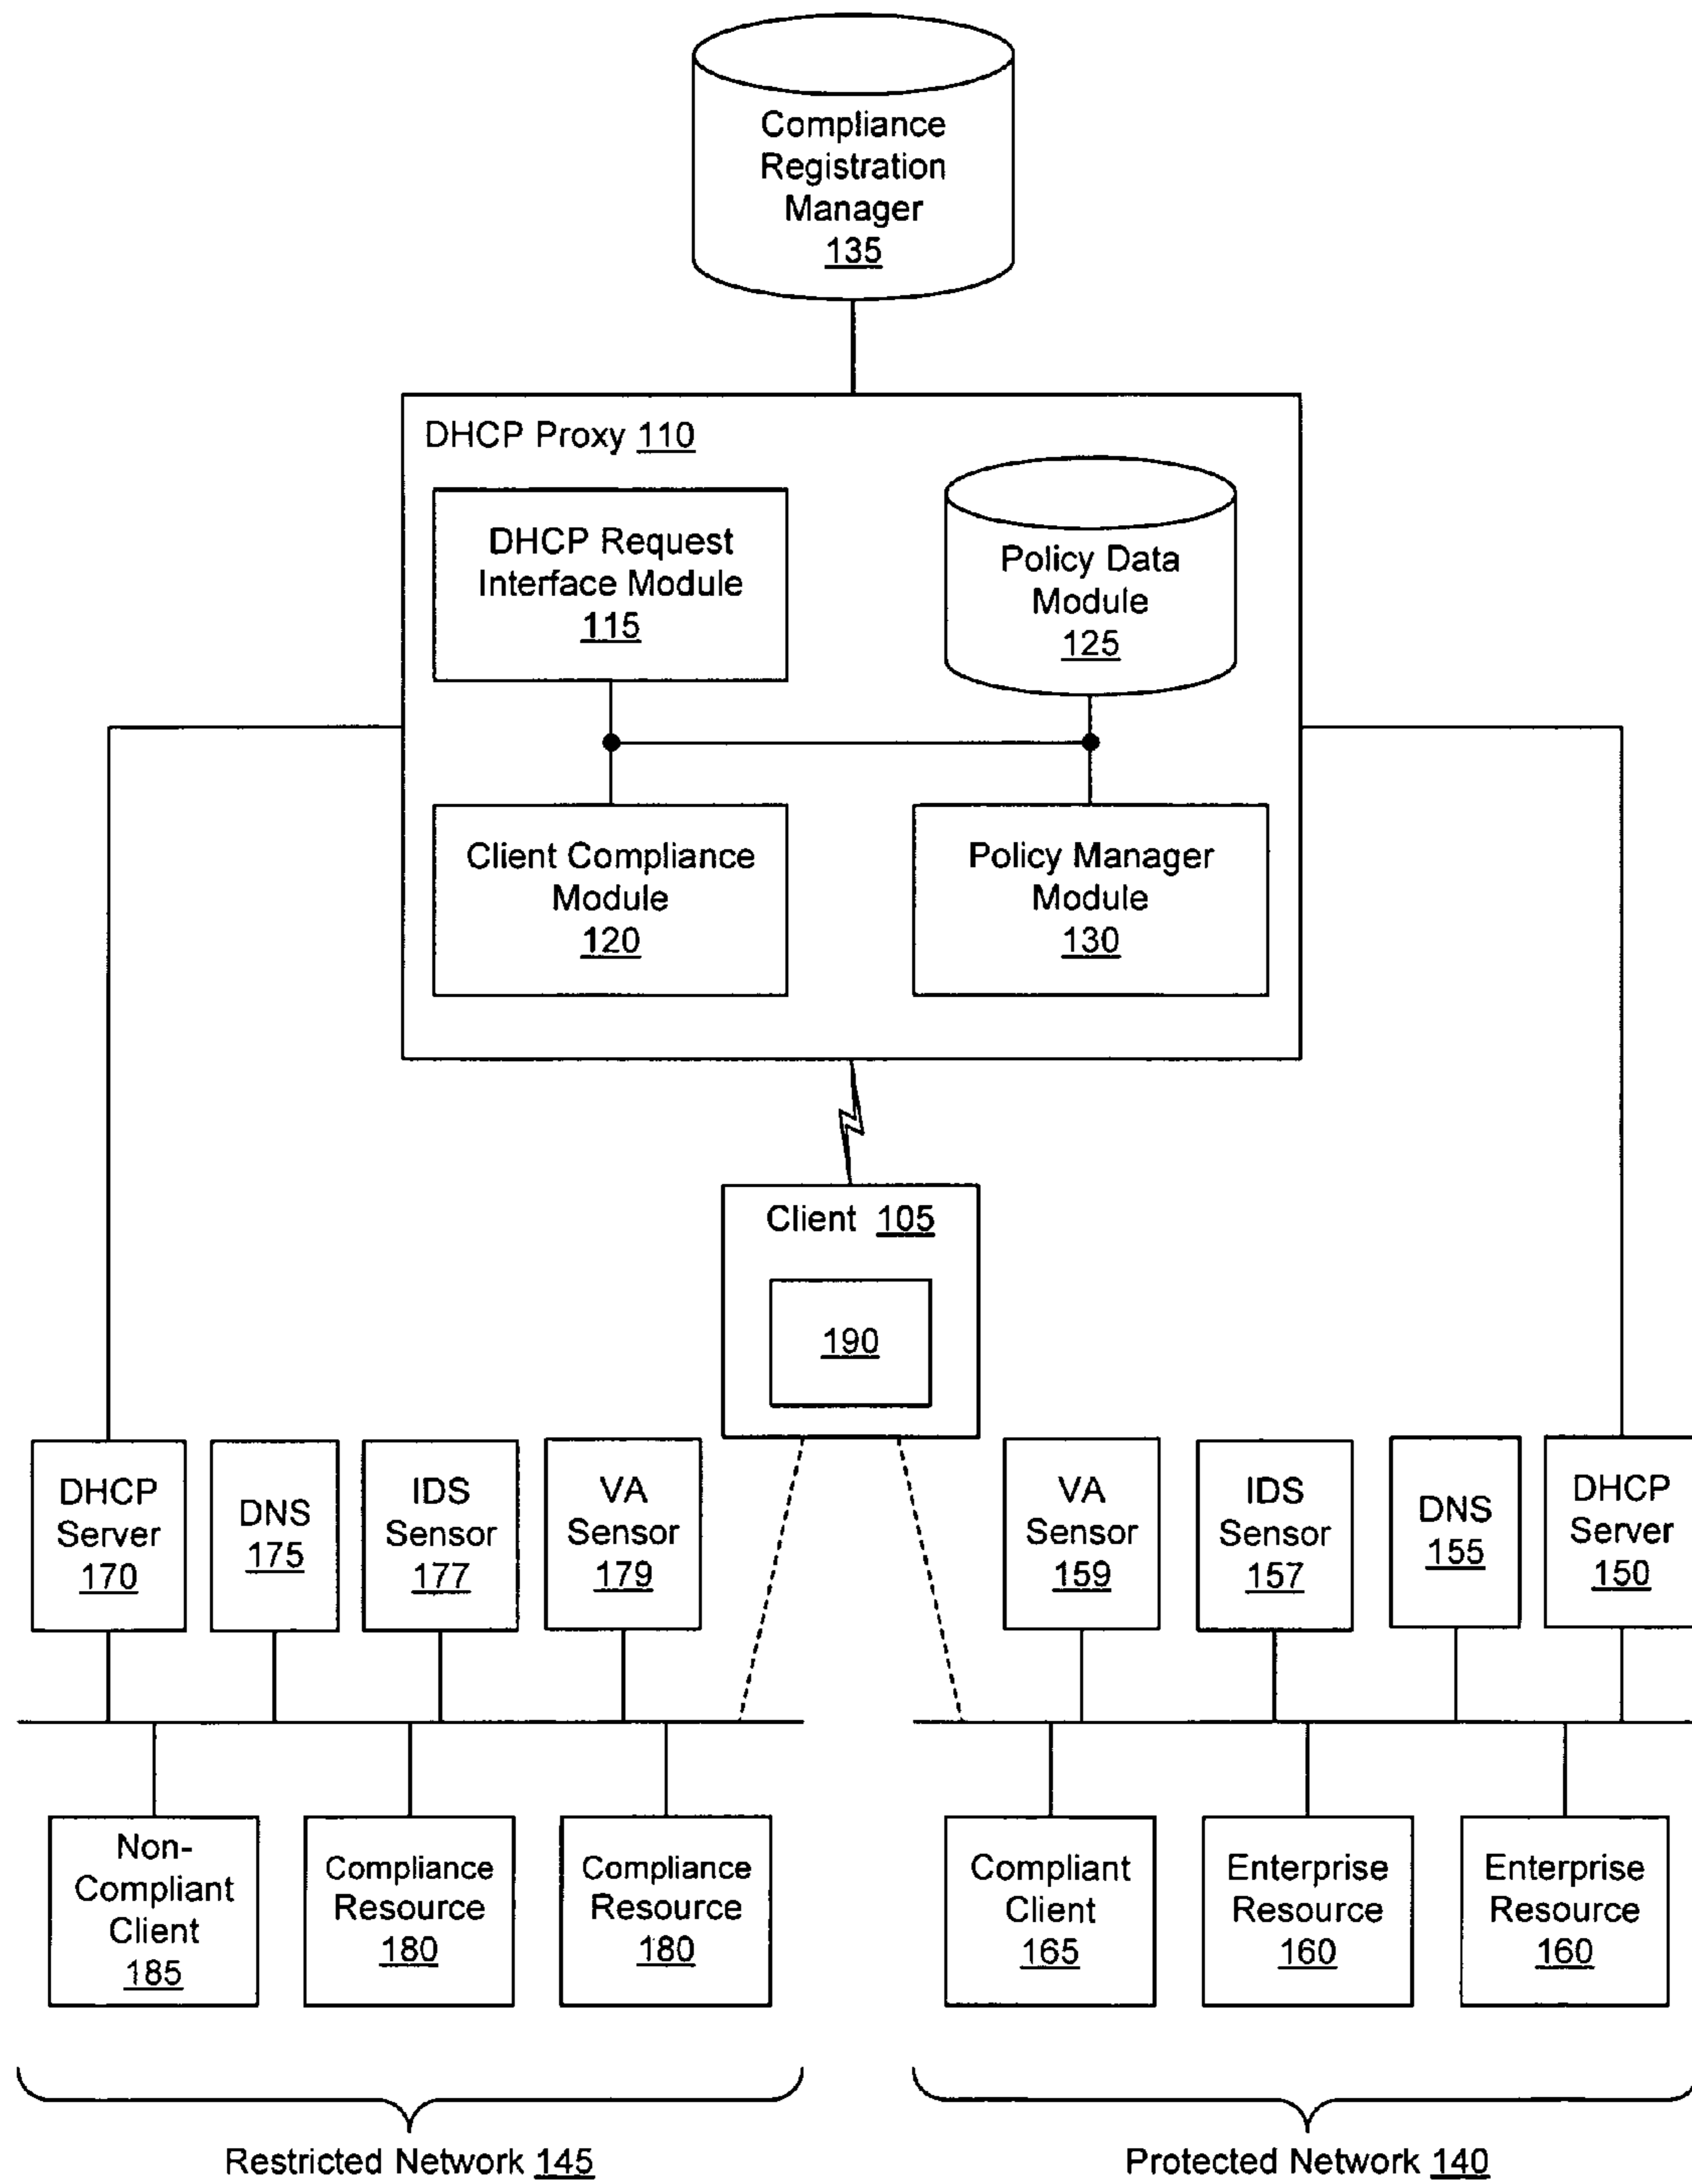 Compliance
Registration
Manager
135
DHCP Proxy 110
DHCP Request
Interface Module
115
Policy Data
Module
125
Client Compliance
Module
120
Policy Manager
Module
130
Client 105
190
DHCP
Server
170
DNS
175
IDS
Sensor
177
VA
Sensor
179
VA
Sensor
159
IDS
Sensor
157
DNS
155
DHCP
Server
150
Non-
Compliant
Client
185
Compliance
Resource
180
Compliance
Resource
180
Compliant
Client
165
Enterprise
Resource
160
Enterprise
Resource
160
Restricted Network 145
Protected Network 140